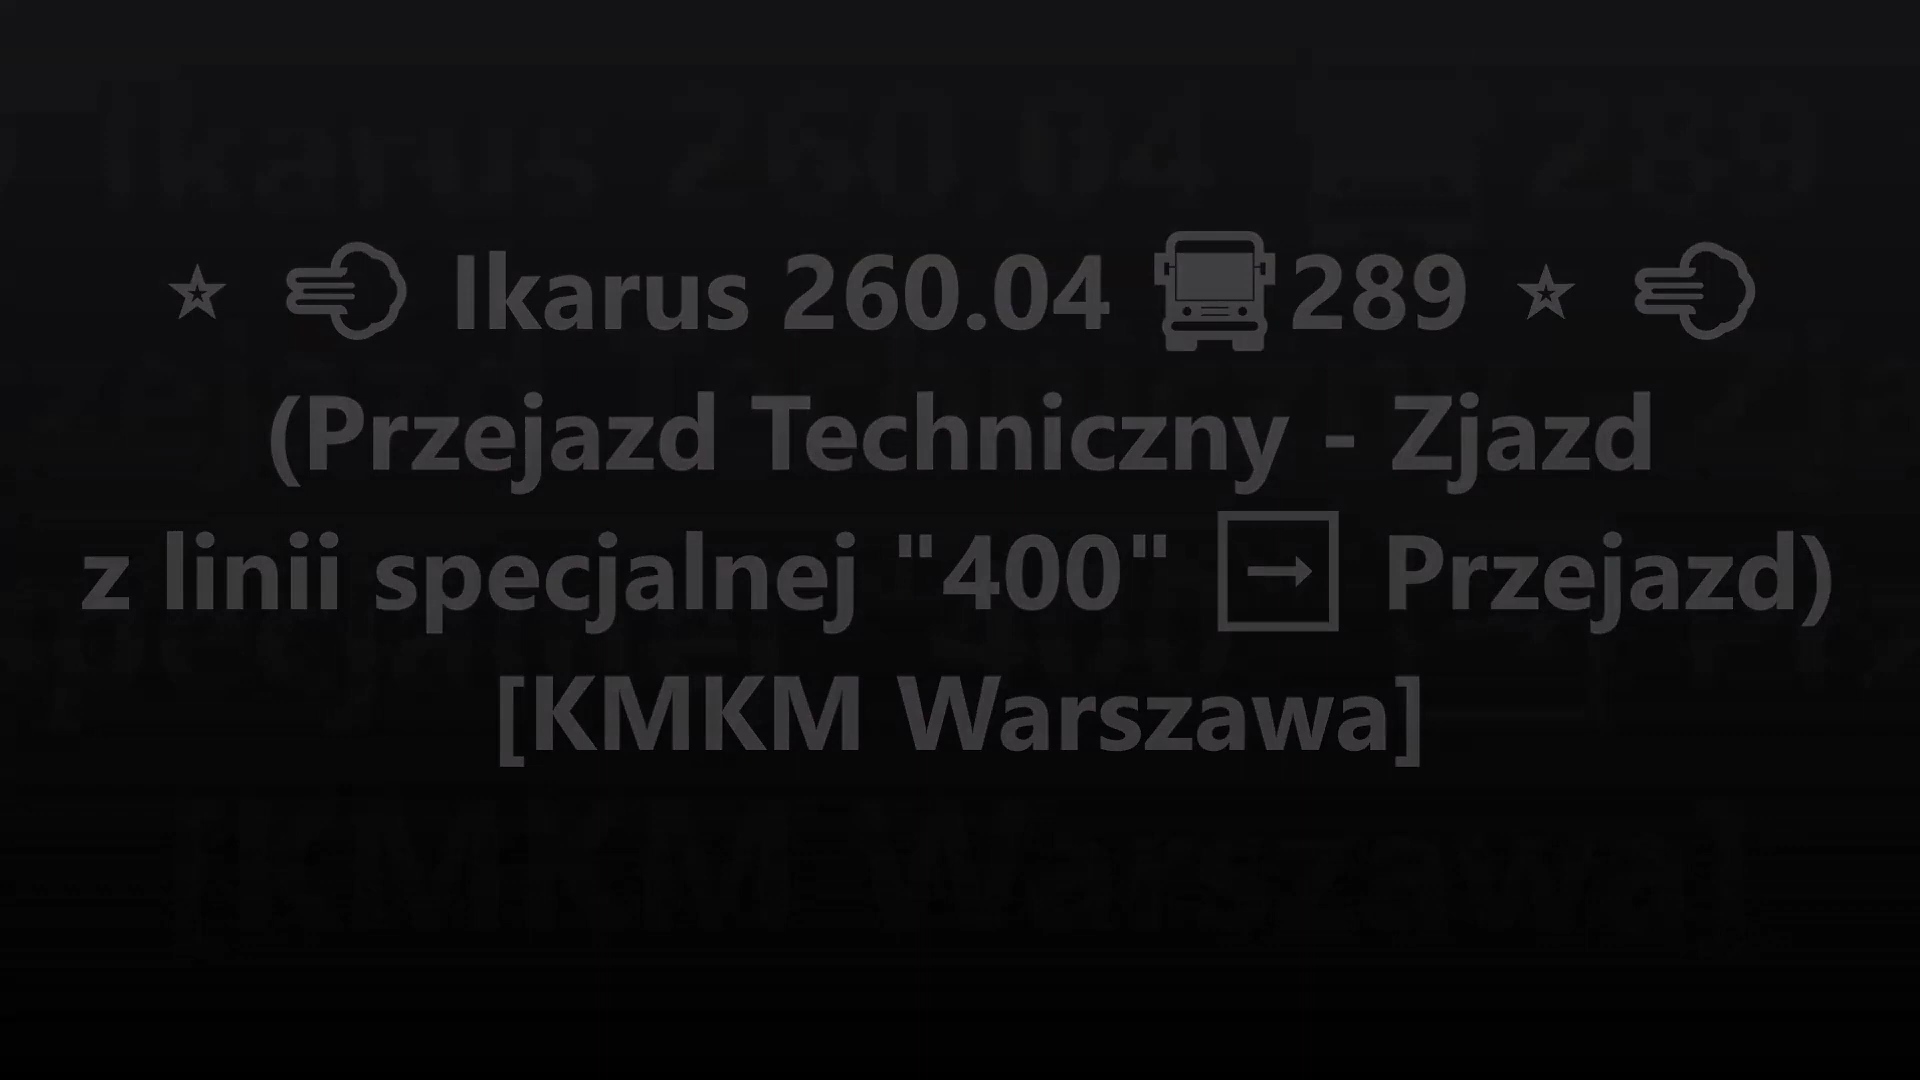 ⭐ 💨 Ikarus 260.04 🚍289 ⭐ 💨
(Przejazd Techniczny - Zjazd
z linii specjalnej "400" ➡ Przejazd)
[KMKM Warszawa]